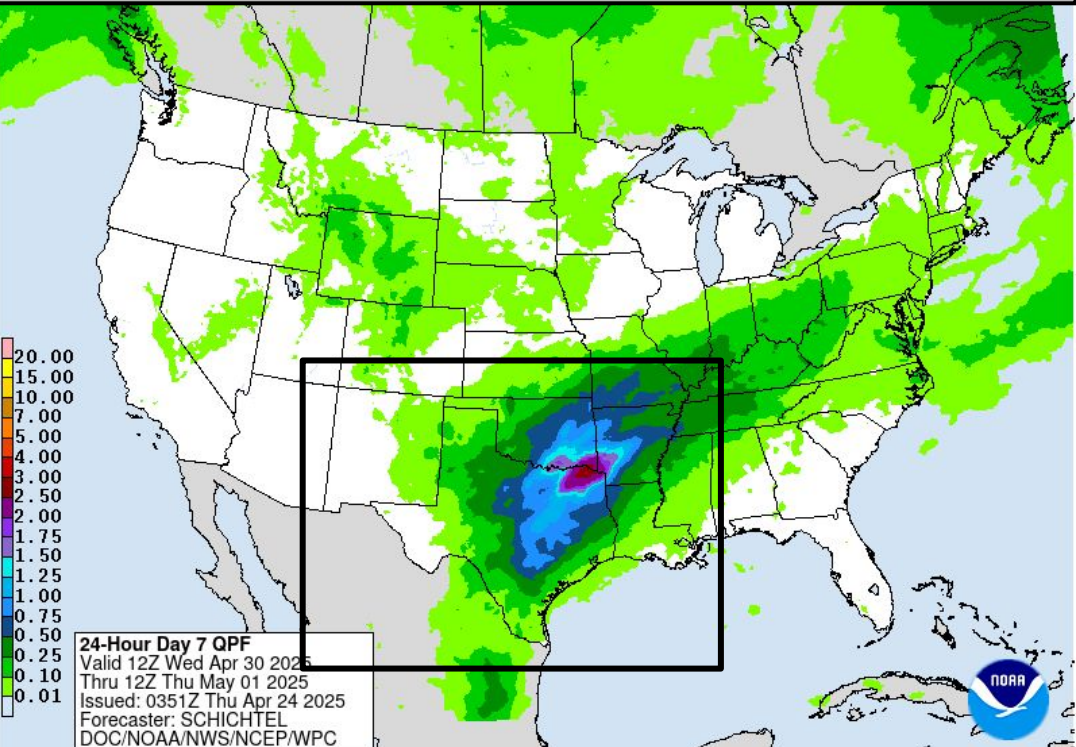 20.00
15.00
10.00
7.00
5.00
4.00
3.00
2.50
2.00
1.75
1.50
1.25
1.00
0.75
0.50
0.25
0.10
0.01
24-Hour Day 7 QPF
Valid 12Z Wed Apr 30 2025
Thru 12Z Thu May 01 2025
Issued: 0351Z Thu Apr 24 2025
Forecaster: SCHICHTEL
DOC/NOAA/NWS/NCEP/WPC
NOAA